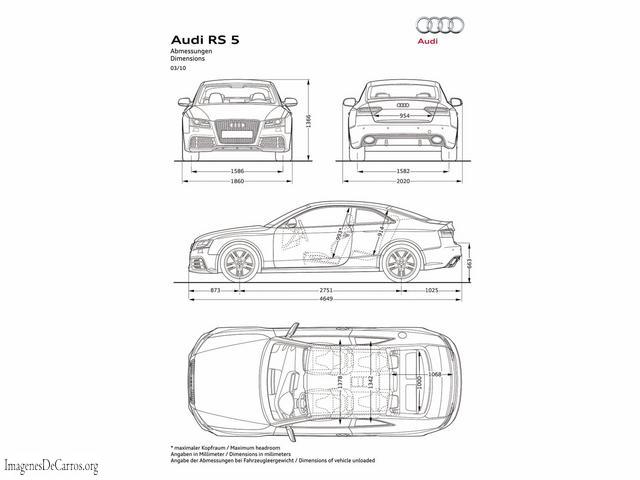 Audi RS 5
Abmessungen
Dimensions
03/10
Audi
1366
954
1586
1860
1582
2020
993*
914
663
873
2751
1025
4649
1378
1342
1000
1068
* maximaler Kopfraum / Maximum headroom
Angaben in Millimeter / Dimensions in milimeters
Angabe der Abmessungen bei Fahrzeugleergewicht / Dimensions of vehicle unloaded
ImagenesDeCarros.org